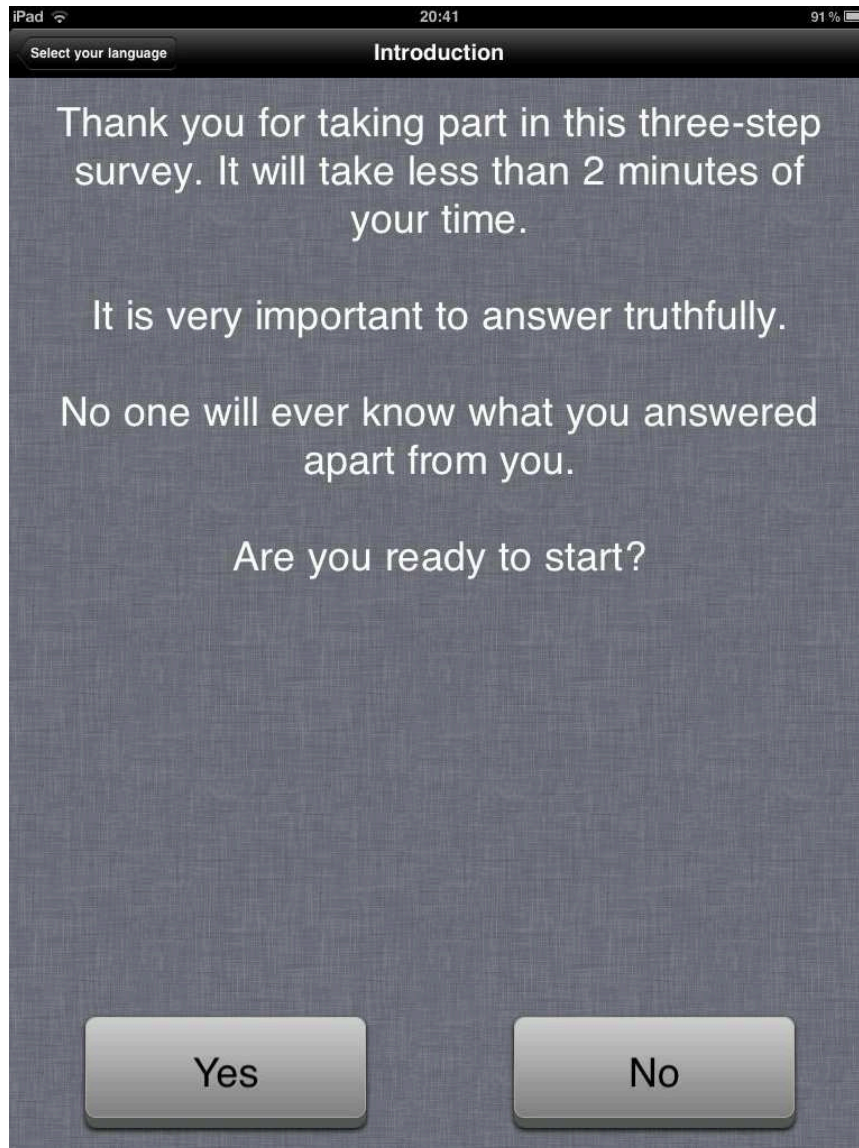 iPad 20:41 91 %
Select your language Introduction
Thank you for taking part in this three-step
survey. It will take less than 2 minutes of
your time.
It is very important to answer truthfully.
No one will ever know what you answered
apart from you.
Are you ready to start?
Yes No